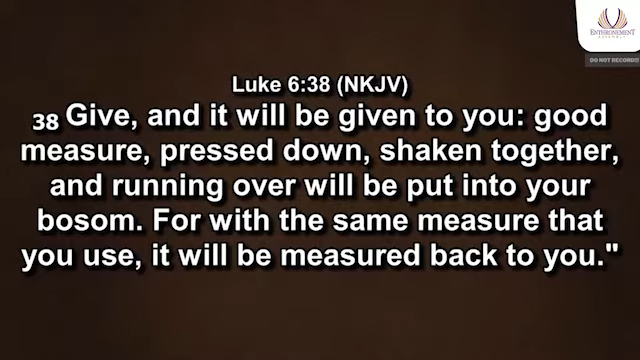 ENTHRONEMENT
ASSEMBLY
DO NOT RECORD!!
Luke 6:38 (NKJV)
38 Give, and it will be given to you: good
measure, pressed down, shaken together,
and running over will be put into your
bosom. For with the same measure that
you use, it will be measured back to you."